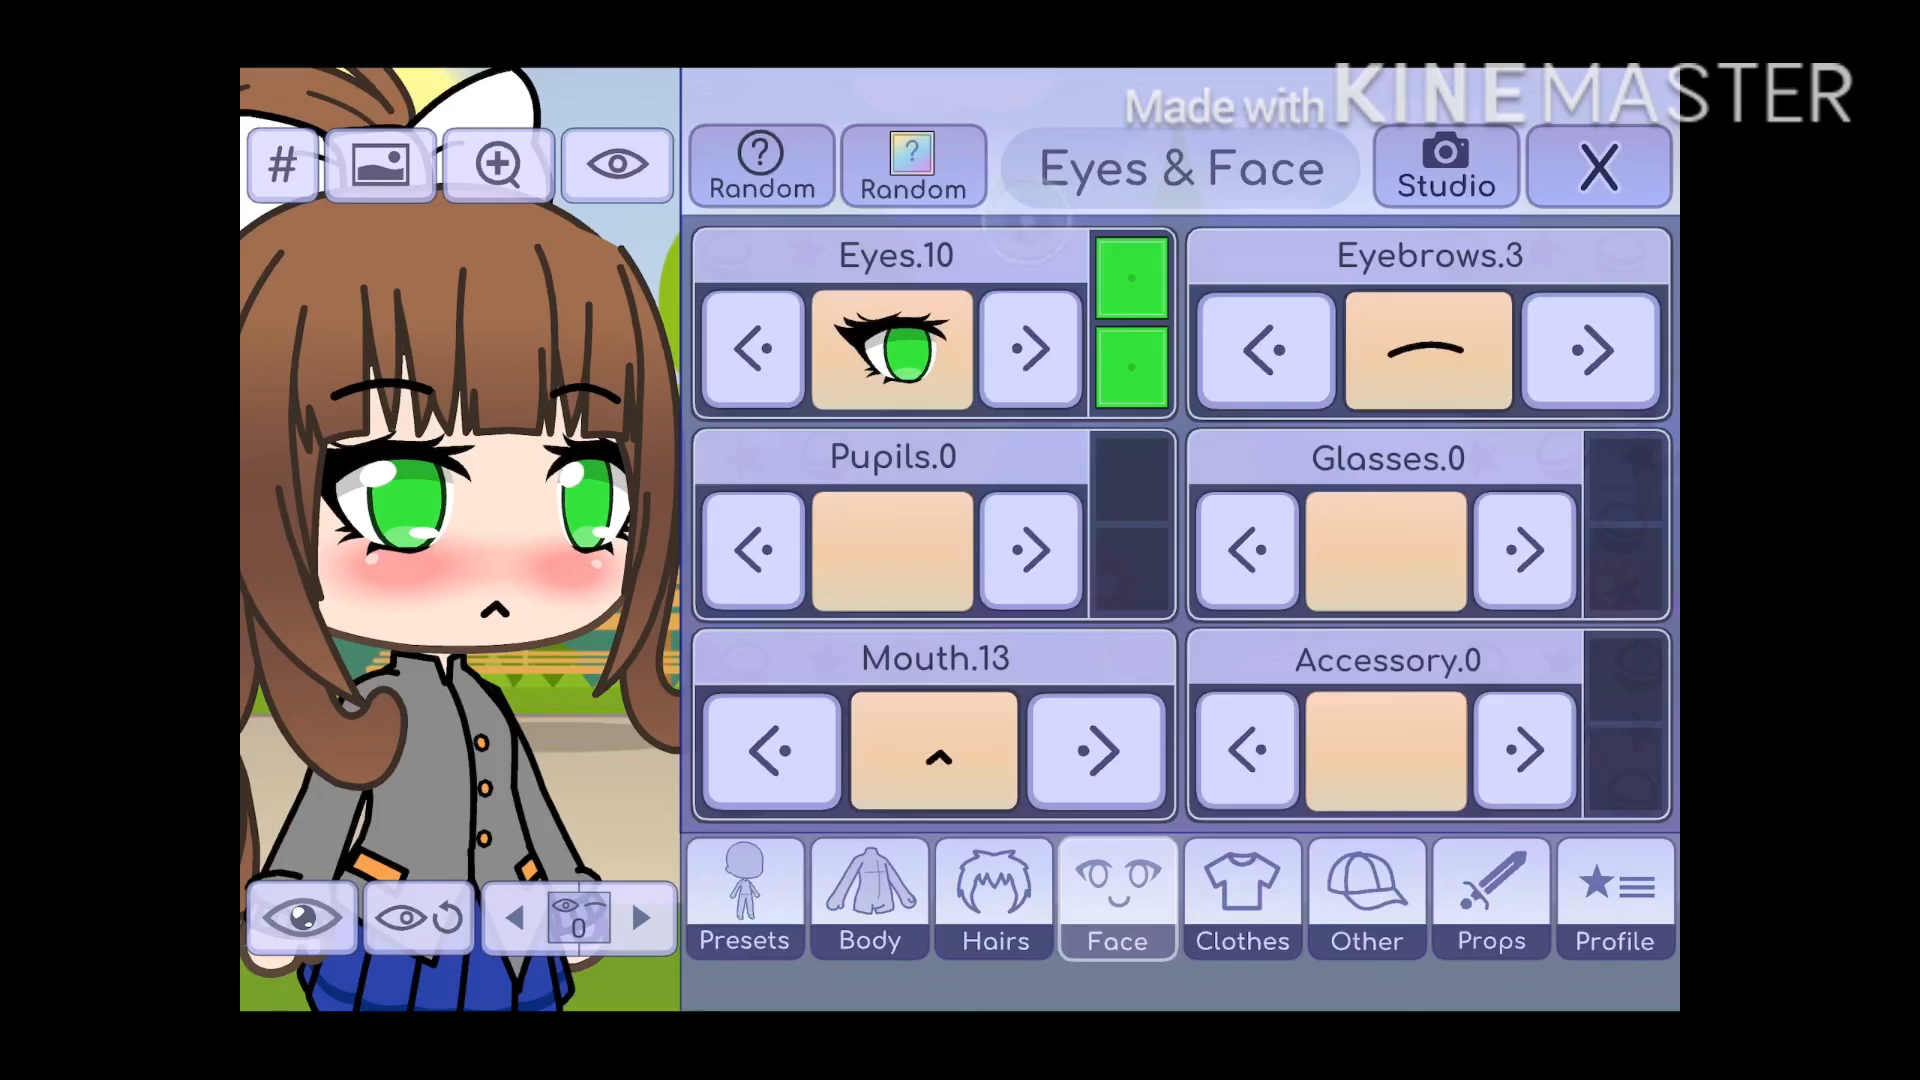 Made with KINEMASTER
#
? Random
? Random
Eyes & Face
Studio
X
Eyes.10
Eyebrows.3
Pupils.0
Glasses.0
Mouth.13
Accessory.0
0
Presets
Body
Hairs
Face
Clothes
Other
Props
Profile